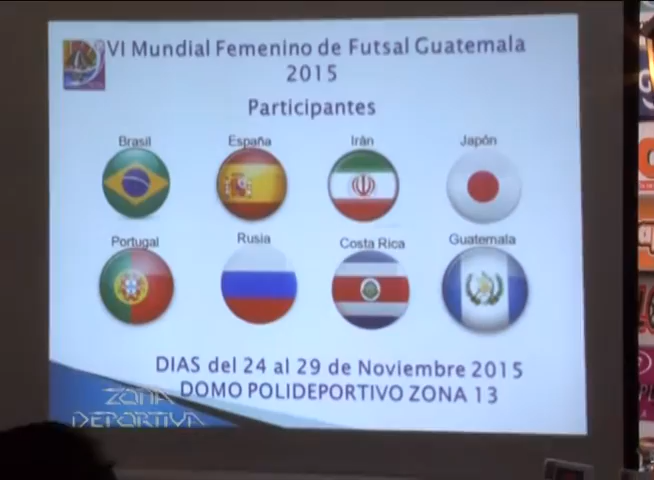 VI Mundial Femenino de Futsal Guatemala
2015
Participantes
Brasil España Irán Japón
Portugal Rusia Costa Rica Guatemala
DIAS del 24 al 29 de Noviembre 2015
DOMO POLIDEPORTIVO ZONA 13
ZONA
DEPORTIVA